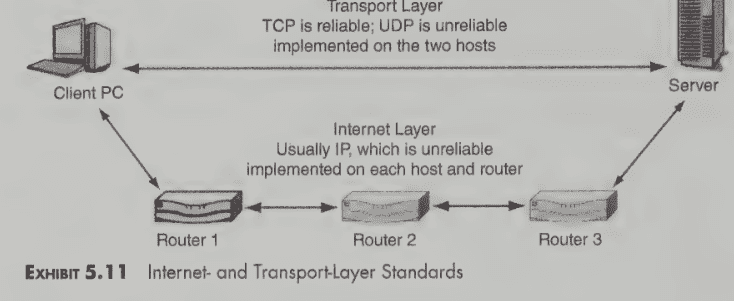 Transport Layer
TCP is reliable; UDP is unreliable
implemented on the two hosts
Client PC
Server
Internet Layer
Usually IP, which is unreliable
implemented on each host and router
Router 1
Router 2
Router 3
EXHIBIT 5.11 Internet- and Transport-Layer Standards